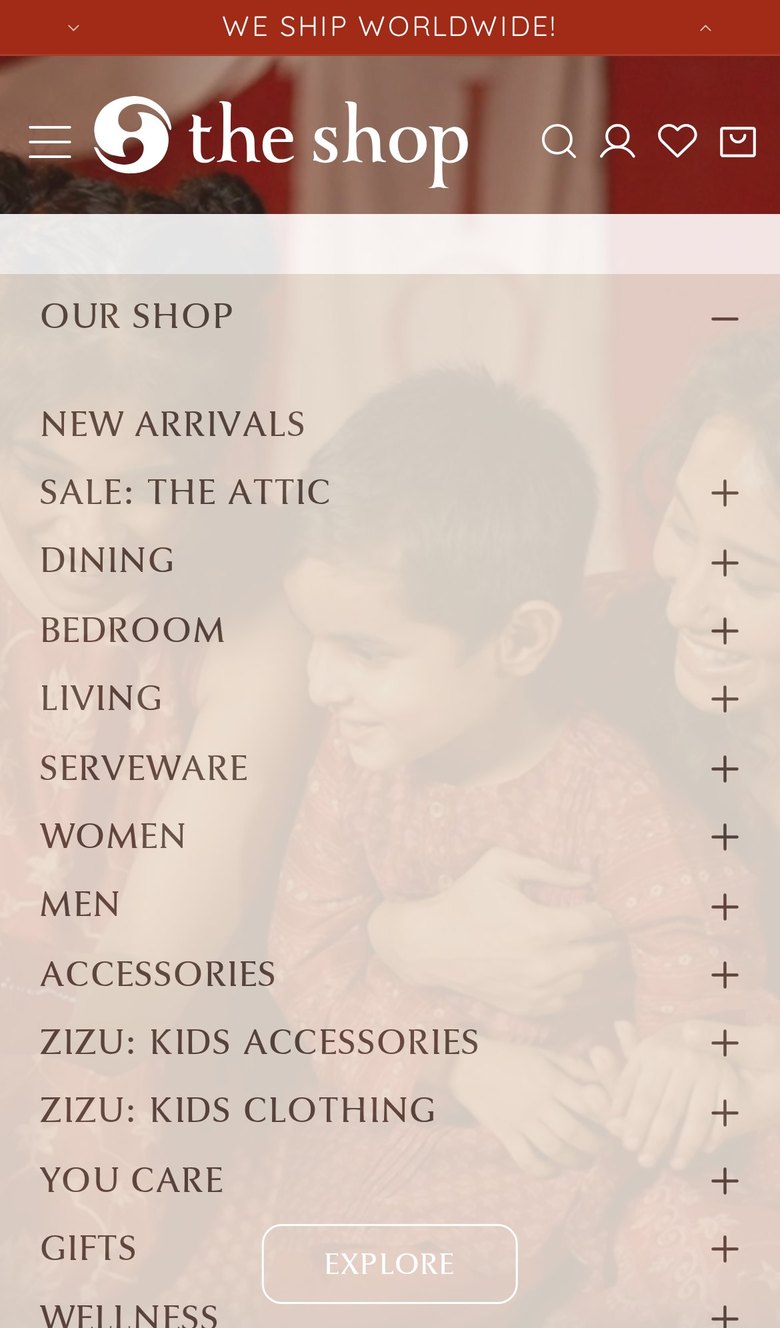 WE SHIP WORLDWIDE!
the shop
OUR SHOP
NEW ARRIVALS
SALE: THE ATTIC
DINING
BEDROOM
LIVING
SERVEWARE
WOMEN
MEN
ACCESSORIES
ZIZU: KIDS ACCESSORIES
ZIZU: KIDS CLOTHING
YOU CARE
GIFTS
EXPLORE
WELLNESS